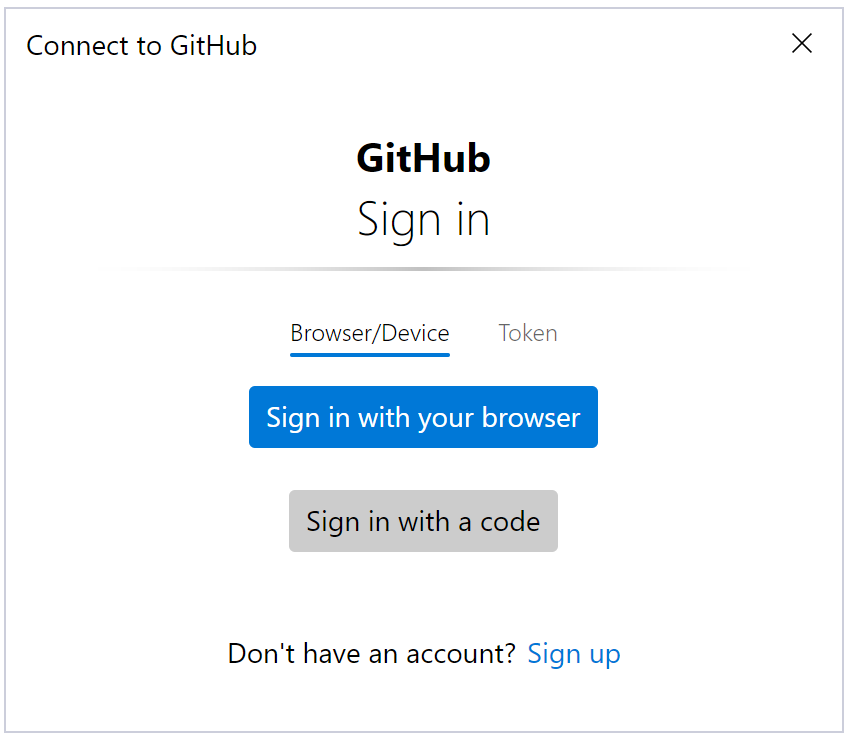 Connect to GitHub
GitHub
Sign in
Browser/Device Token
Sign in with your browser
Sign in with a code
Don't have an account? Sign up